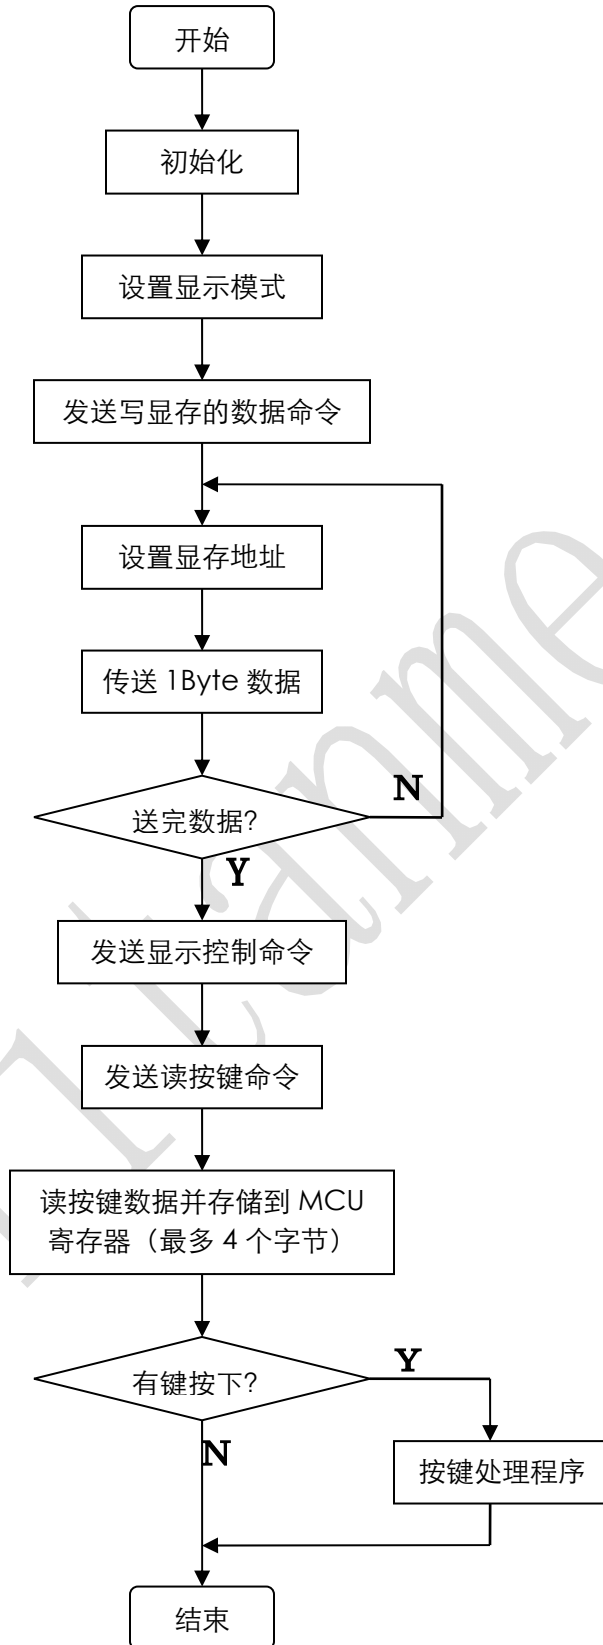 开始
初始化
设置显示模式
发送写显存的数据命令
设置显存地址
传送 1Byte 数据
N
送完数据?
Y
发送显示控制命令
发送读按键命令
读按键数据并存储到 MCU
寄存器（最多 4 个字节）
Y
有键按下?
N
按键处理程序
结束